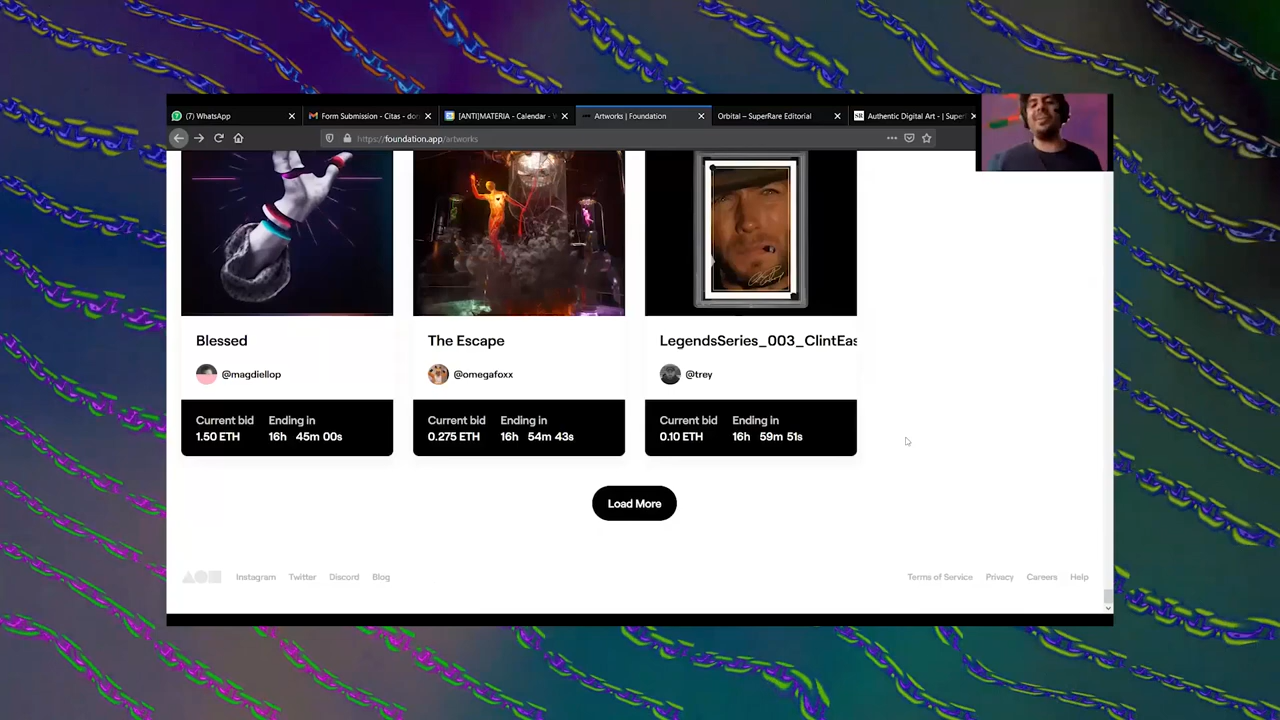 (7) WhatsApp
Form Submission - Citas - dor
[ANTI]MATERIA - Calendar - V
Artworks | Foundation
Orbital – SuperRare Editorial
SR Authentic Digital Art - | Super
https://foundation.app/artworks
Blessed
@magdiellop
Current bid Ending in
1.50 ETH 16h 45m 00s
The Escape
@omegafoxx
Current bid Ending in
0.275 ETH 16h 54m 43s
LegendsSeries_003_ClintEas
@trey
Current bid Ending in
0.10 ETH 16h 59m 51s
Load More
Instagram Twitter Discord Blog
Terms of Service Privacy Careers Help